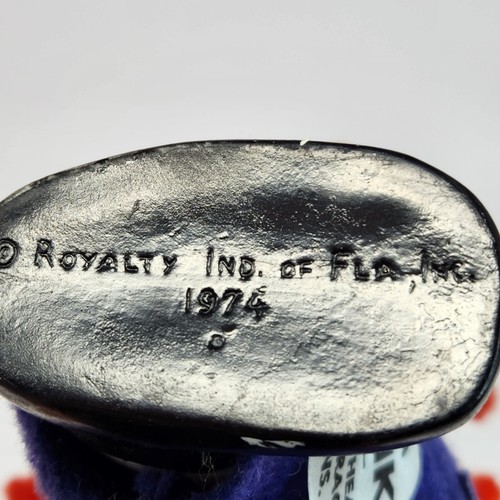 © ROYALTY IND. OF FLA., INC.
1974